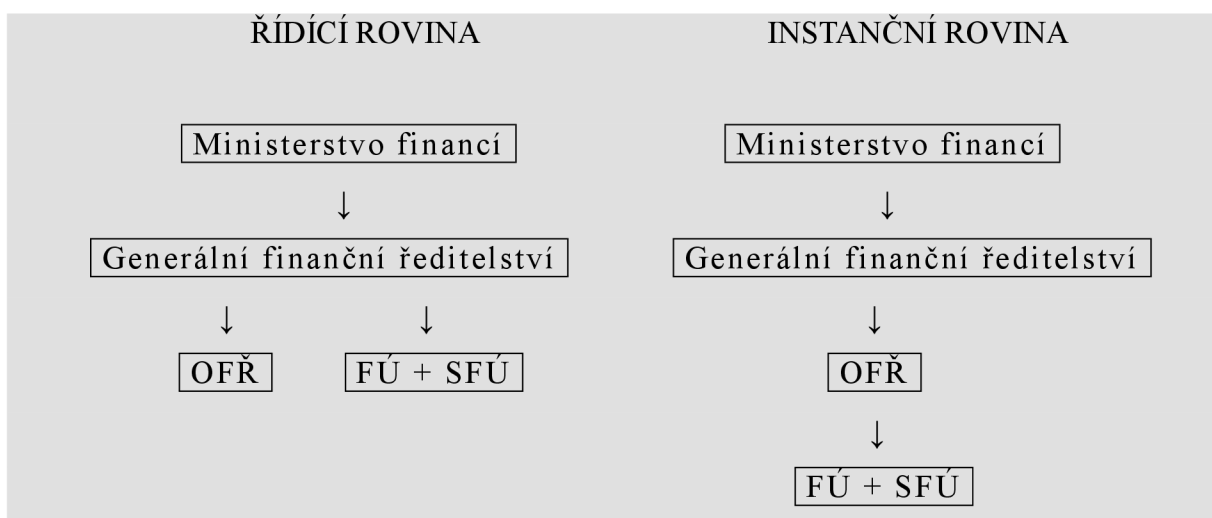 ŘÍDÍCÍ ROVINA INSTANČNÍ ROVINA
Ministerstvo financí Ministerstvo financí
↓ ↓
Generální finanční ředitelství Generální finanční ředitelství
↓ ↓ ↓
OFŘ FÚ + SFÚ OFŘ
↓
FÚ + SFÚ